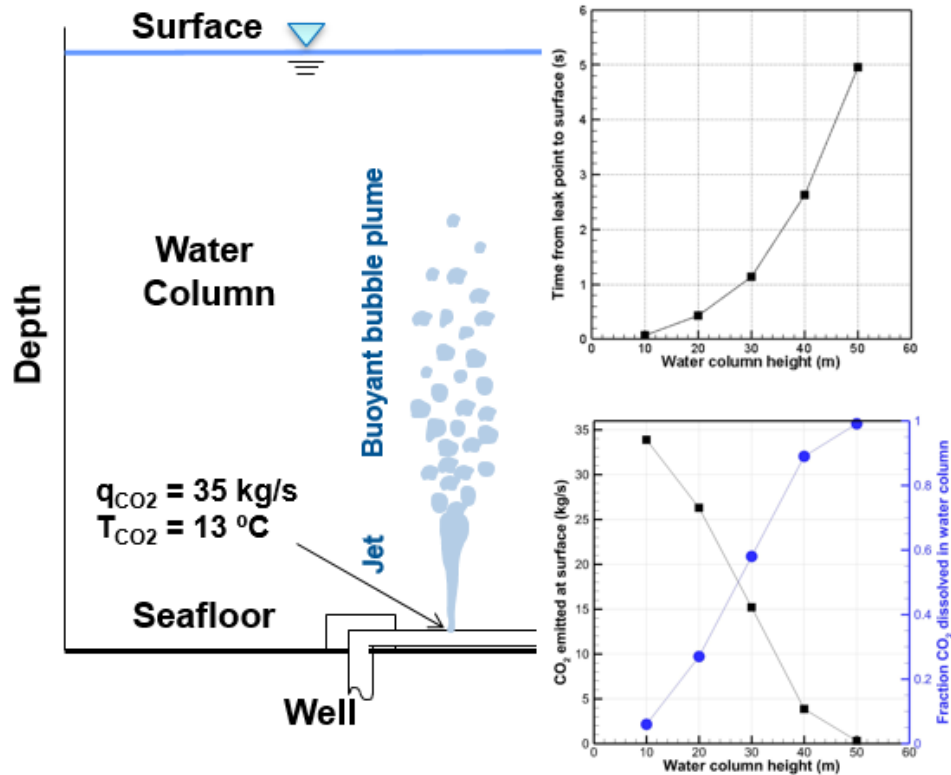 Surface
Water
Column
Depth
Buoyant bubble plume
Jet
qCO2 = 35 kg/s
TCO2 = 13 ºC
Seafloor
Well
Time from leak point to surface (s)
6
5
4
3
2
1
0
0 10 20 30 40 50 60
Water column height (m)
CO2 emitted at surface (kg/s)
35
30
25
20
15
10
5
0
0 10 20 30 40 50 60
Water column height (m)
1
0.8
0.6
0.4
0.2
0
Fraction CO2 dissolved in water column